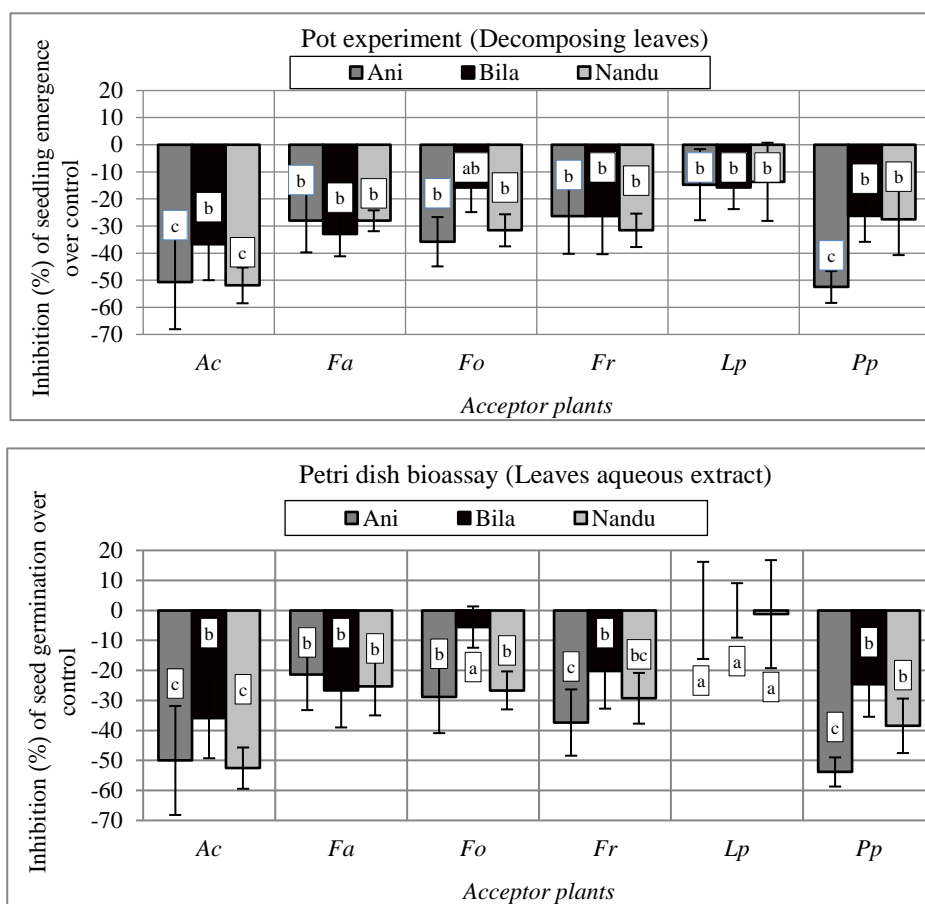 Pot experiment (Decomposing leaves)
Ani Bila Nandu
Inhibition (%) of seedling emergence
over control
20
10
0
-10
-20
-30
-40
-50
-60
-70
c b c
b b b
b ab b
b b b
b b b
c b b
Ac Fa Fo Fr Lp Pp
Acceptor plants
Petri dish bioassay (Leaves aqueous extract)
Ani Bila Nandu
Inhibition (%) of seed germination over
control
20
10
0
-10
-20
-30
-40
-50
-60
-70
c b c
b b b
b a b
c b bc
a a a
c b b
Ac Fa Fo Fr Lp Pp
Acceptor plants